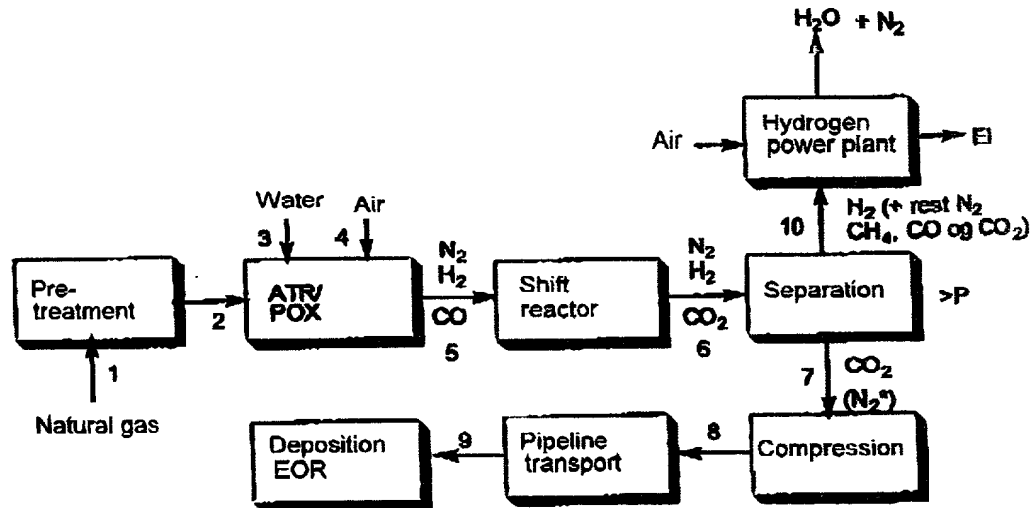 H₂O + N₂
Air
Hydrogen
power plant
El
Water
Air
10
H₂ (+ rest N₂
CH₄, CO og CO₂)
3
4
N₂
H₂
N₂
H₂
Pre-
treatment
2
ATR/
POX
CO
5
Shift
reactor
CO₂
6
Separation
>P
1
Natural gas
7
CO₂
(N₂*)
Deposition
EOR
9
Pipeline
transport
8
Compression